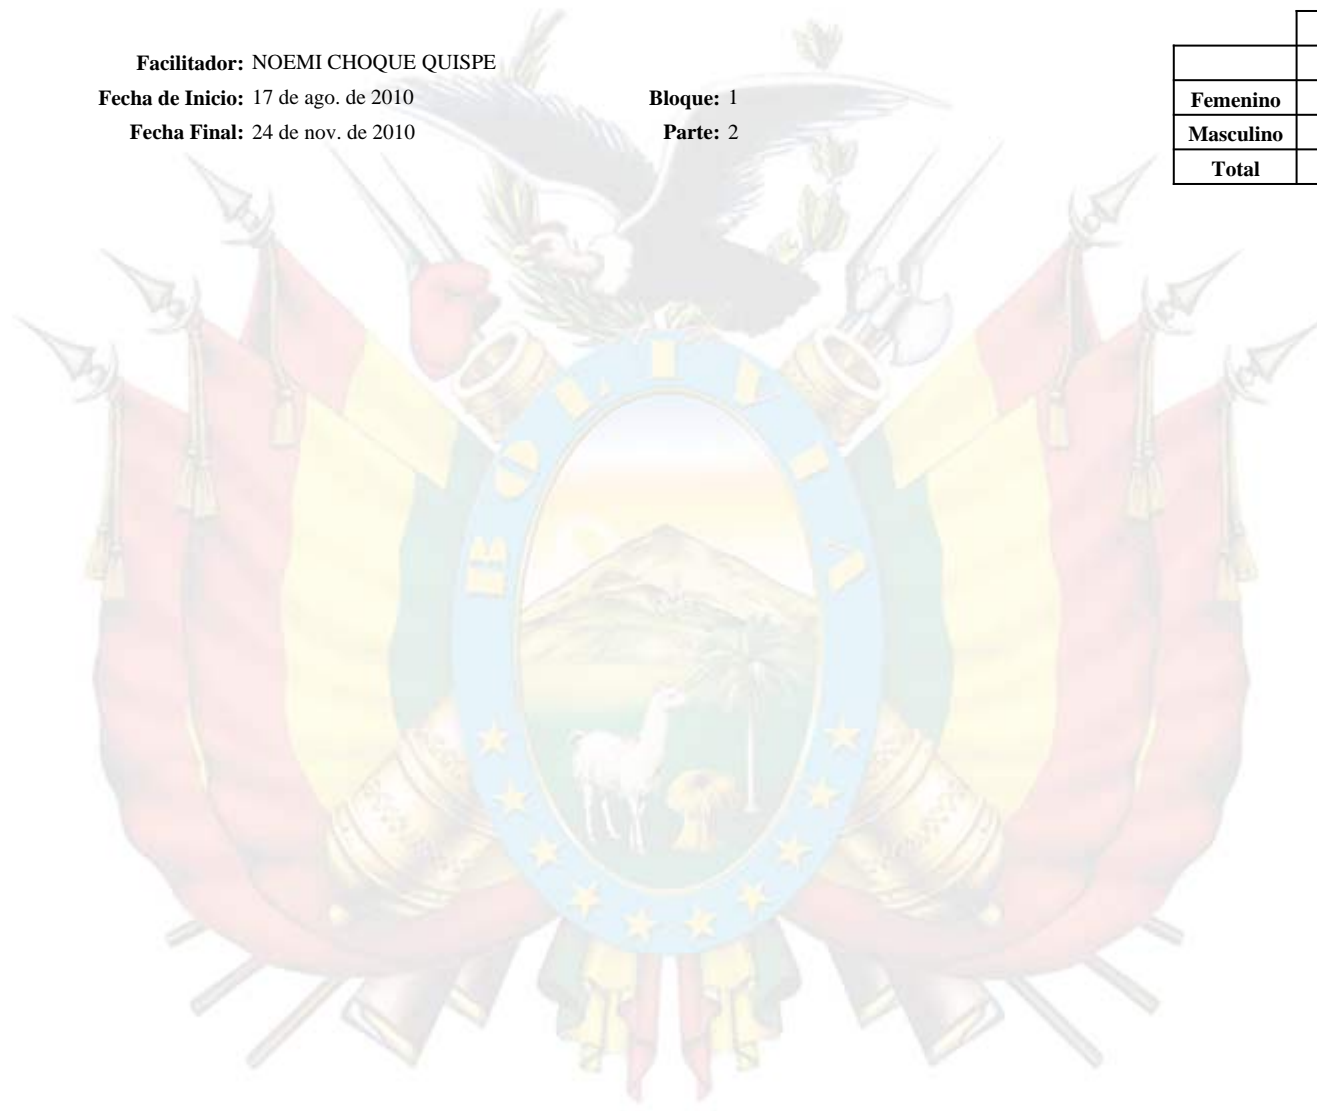 Facilitador: NOEMI CHOQUE QUISPE
Fecha de Inicio: 17 de ago. de 2010 Bloque: 1
Fecha Final: 24 de nov. de 2010 Parte: 2
Femenino
Masculino
Total
BOLIVIA